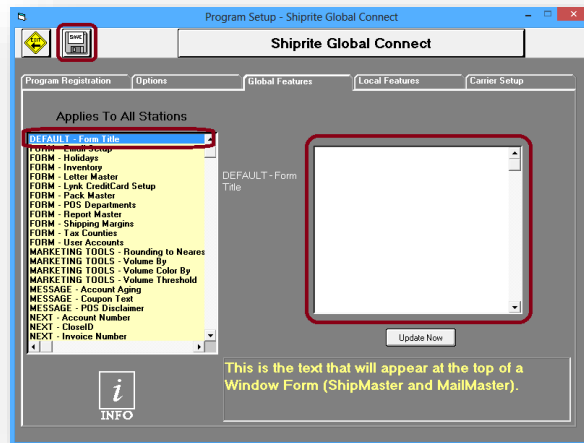 Program Setup - Shiprite Global Connect
EXIT
SAVE
Shiprite Global Connect
Program Registration
Options
Global Features
Local Features
Carrier Setup
Applies To All Stations
DEFAULT - Form Title
FORM - Email Setup
FORM - Holidays
FORM - Inventory
FORM - Letter Master
FORM - Lynk CreditCard Setup
FORM - Pack Master
FORM - POS Departments
FORM - Report Master
FORM - Shipping Margins
FORM - Tax Counties
FORM - User Accounts
MARKETING TOOLS - Rounding to Neares
MARKETING TOOLS - Volume By
MARKETING TOOLS - Volume Color By
MARKETING TOOLS - Volume Threshold
MESSAGE - Account Aging
MESSAGE - Coupon Text
MESSAGE - POS Disclaimer
NEXT - Account Number
NEXT - CloseID
NEXT - Invoice Number
DEFAULT - Form
Title
Update Now
i
INFO
This is the text that will appear at the top of a
Window Form (ShipMaster and MailMaster).